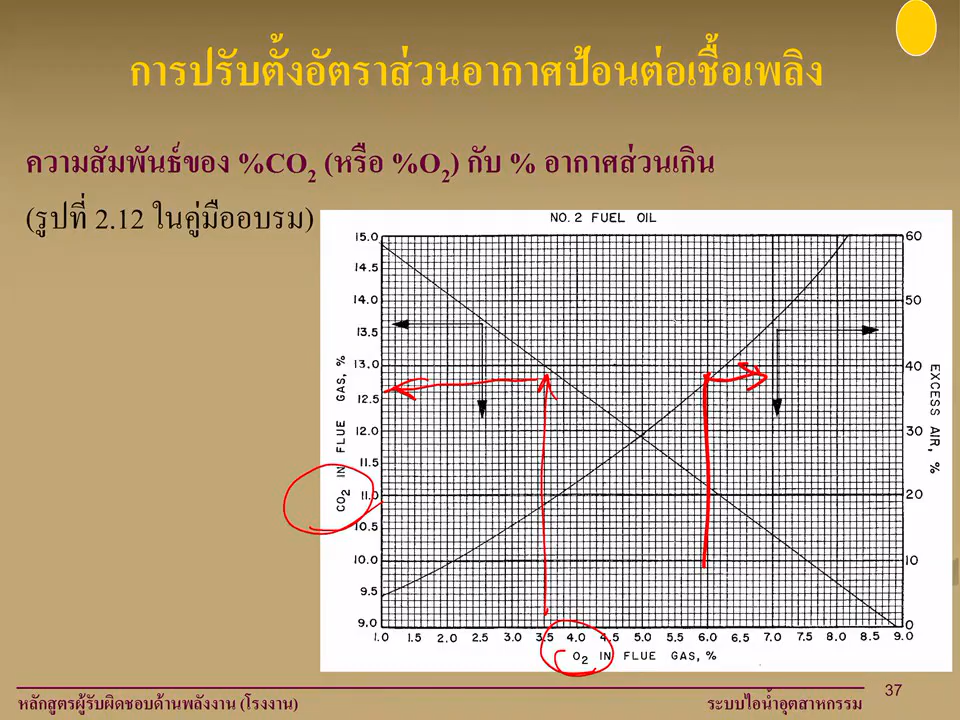 การปรับตั้งอัตราส่วนอากาศป้อนต่อเชื้อเพลิง
ความสัมพันธ์ของ %CO2 (หรือ %O2) กับ % อากาศส่วนเกิน
(รูปที่ 2.12 ในคู่มืออบรม)
NO. 2 FUEL OIL
15.0
14.5
14.0
13.5
13.0
12.5
12.0
11.5
11.0
10.5
10.0
9.5
9.0
CO2 IN FLUE GAS, %
60
50
40
30
20
10
0
EXCESS AIR, %
1.0 1.5 2.0 2.5 3.0 3.5 4.0 4.5 5.0 5.5 6.0 6.5 7.0 7.5 8.0 8.5 9.0
O2 IN FLUE GAS, %
37
หลักสูตรผู้รับผิดชอบด้านพลังงาน (โรงงาน) ระบบไอน้ำอุตสาหกรรม